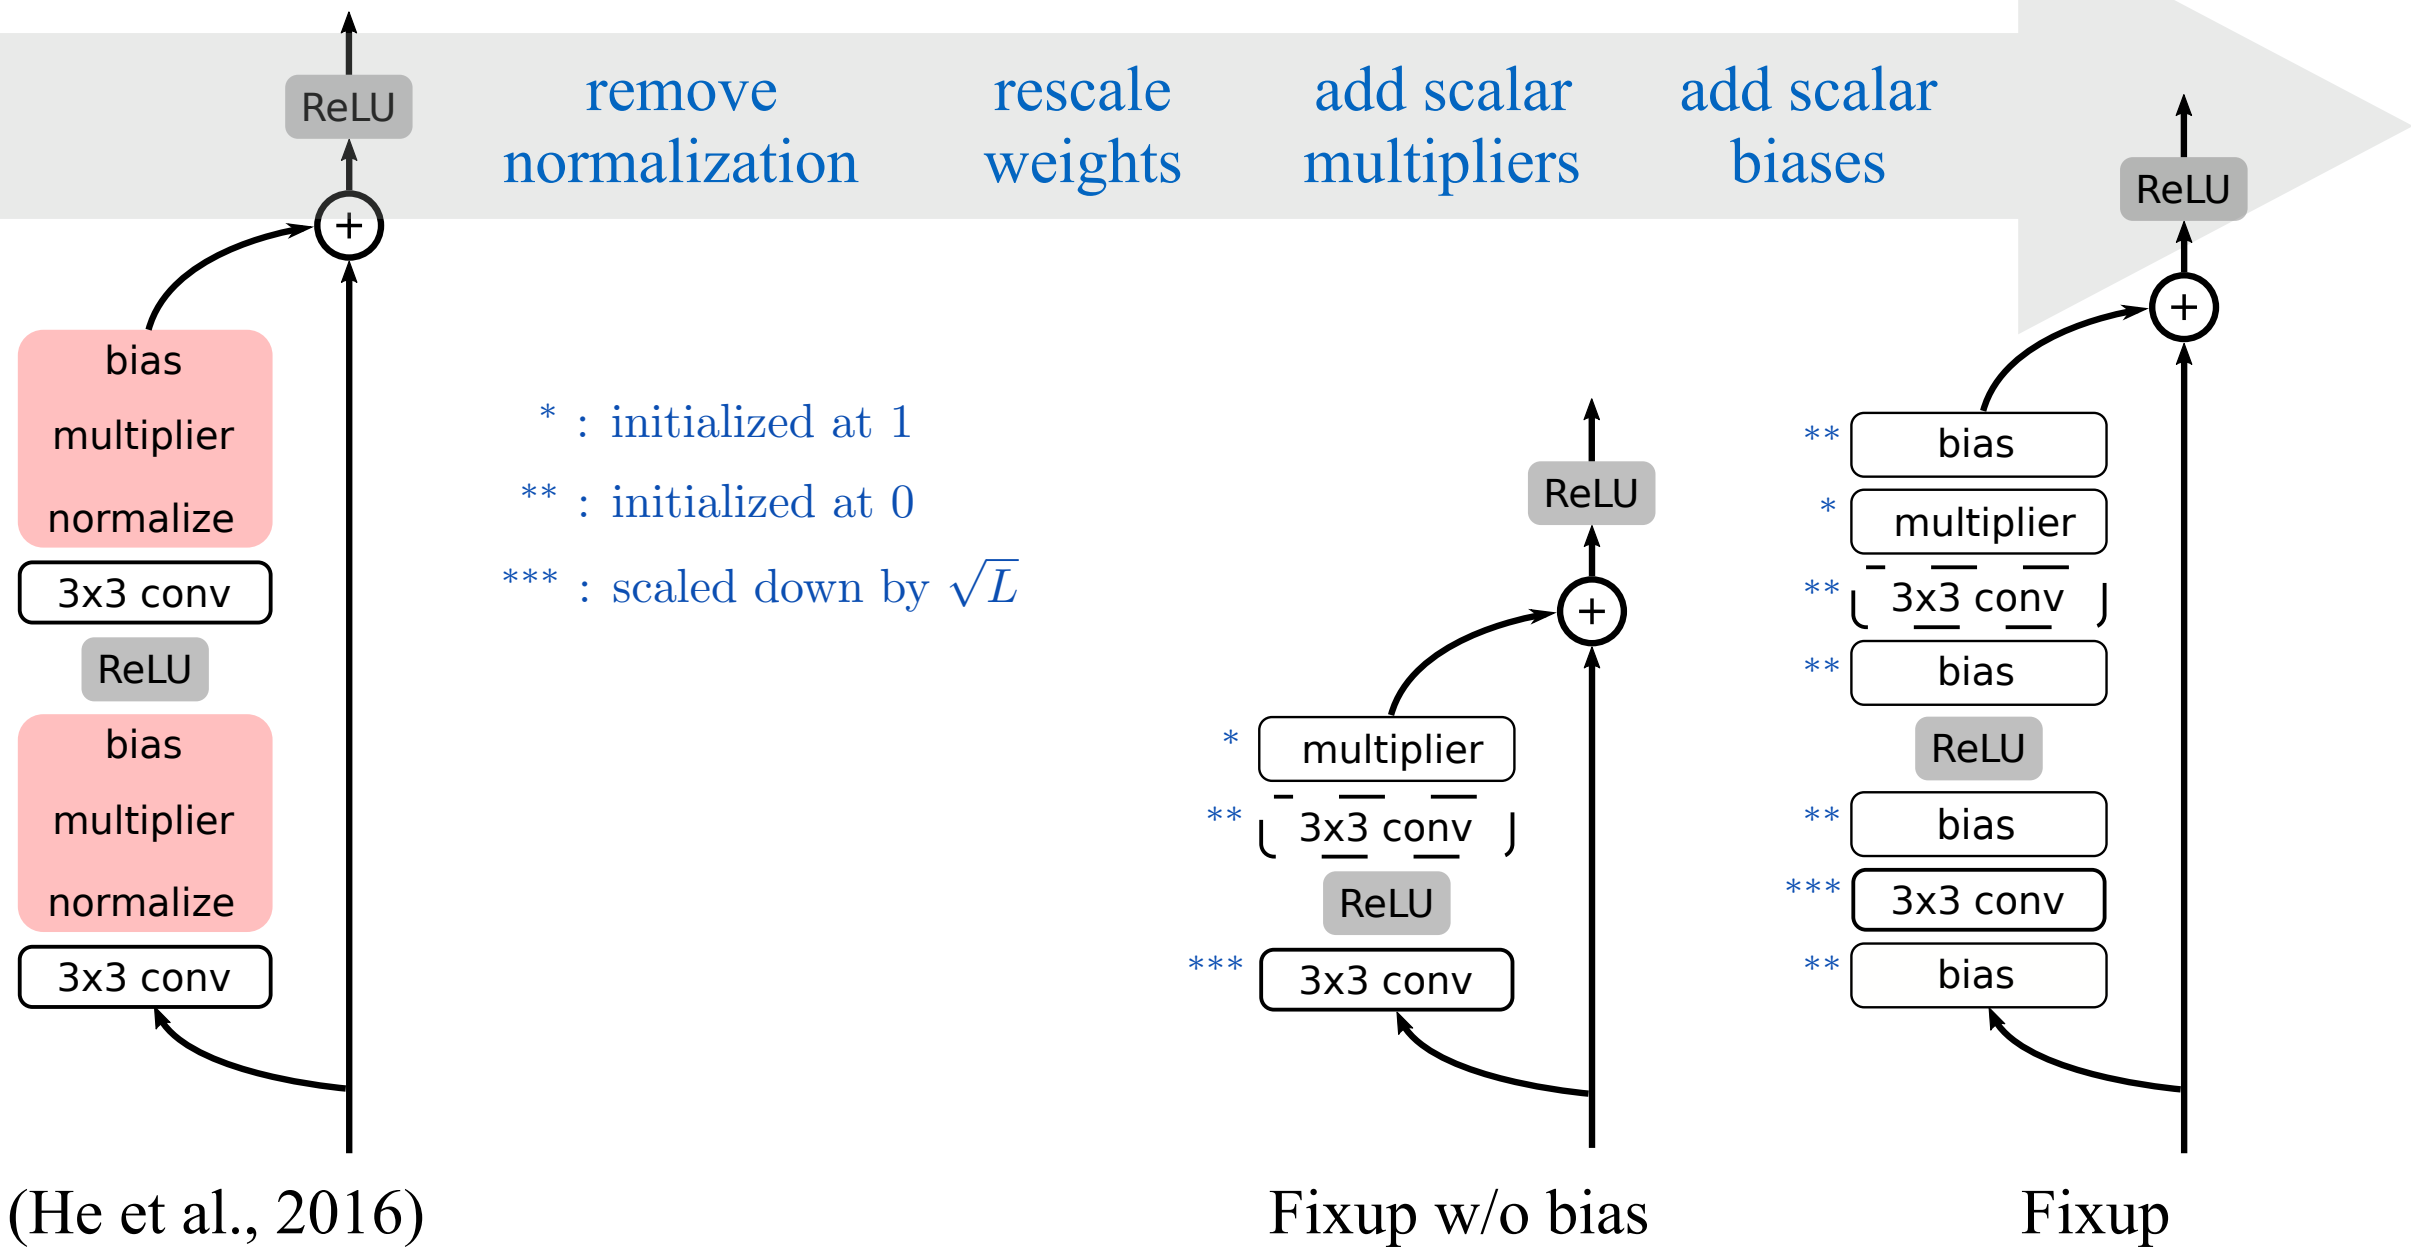 remove
normalization
rescale
weights
add scalar
multipliers
add scalar
biases
ReLU
+
bias
multiplier
normalize
3x3 conv
ReLU
bias
multiplier
normalize
3x3 conv
(He et al., 2016)
* : initialized at 1
** : initialized at 0
*** : scaled down by √L
ReLU
+
* multiplier
** 3x3 conv
ReLU
*** 3x3 conv
Fixup w/o bias
ReLU
+
** bias
* multiplier
** 3x3 conv
** bias
ReLU
** bias
*** 3x3 conv
** bias
Fixup